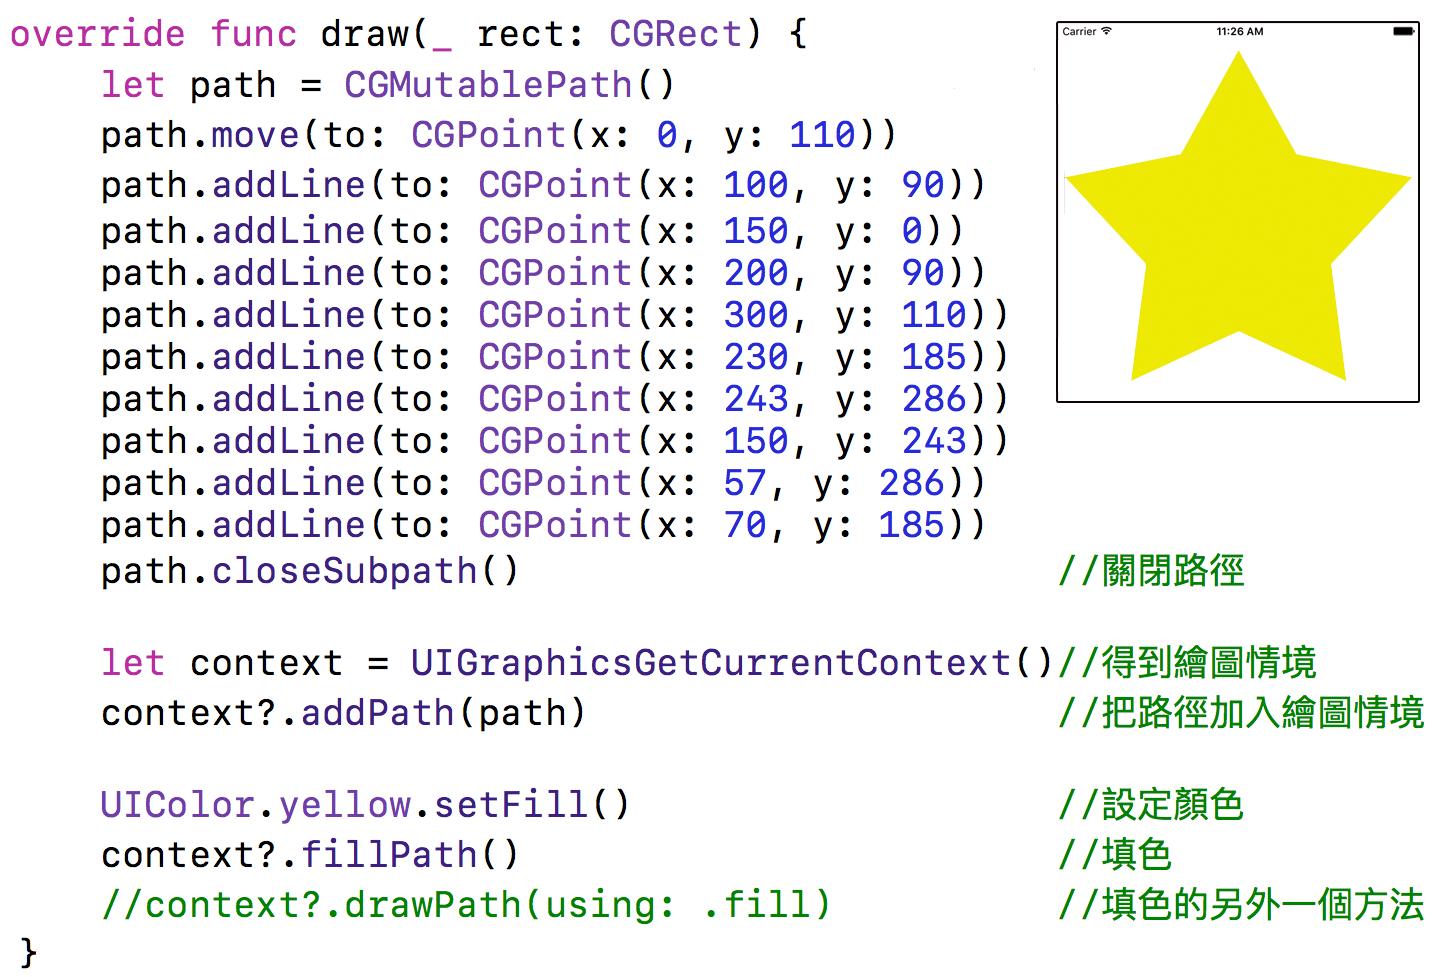 override func draw(_ rect: CGRect) {
Carrier 11:26 AM
let path = CGMutablePath()
path.move(to: CGPoint(x: 0, y: 110))
path.addLine(to: CGPoint(x: 100, y: 90))
path.addLine(to: CGPoint(x: 150, y: 0))
path.addLine(to: CGPoint(x: 200, y: 90))
path.addLine(to: CGPoint(x: 300, y: 110))
path.addLine(to: CGPoint(x: 230, y: 185))
path.addLine(to: CGPoint(x: 243, y: 286))
path.addLine(to: CGPoint(x: 150, y: 243))
path.addLine(to: CGPoint(x: 57, y: 286))
path.addLine(to: CGPoint(x: 70, y: 185))
path.closeSubpath() //關閉路徑
let context = UIGraphicsGetCurrentContext()//得到繪圖情境
context?.addPath(path) //把路徑加入繪圖情境
UIColor.yellow.setFill() //設定顏色
context?.fillPath() //填色
//context?.drawPath(using: .fill) //填色的另外一個方法
}